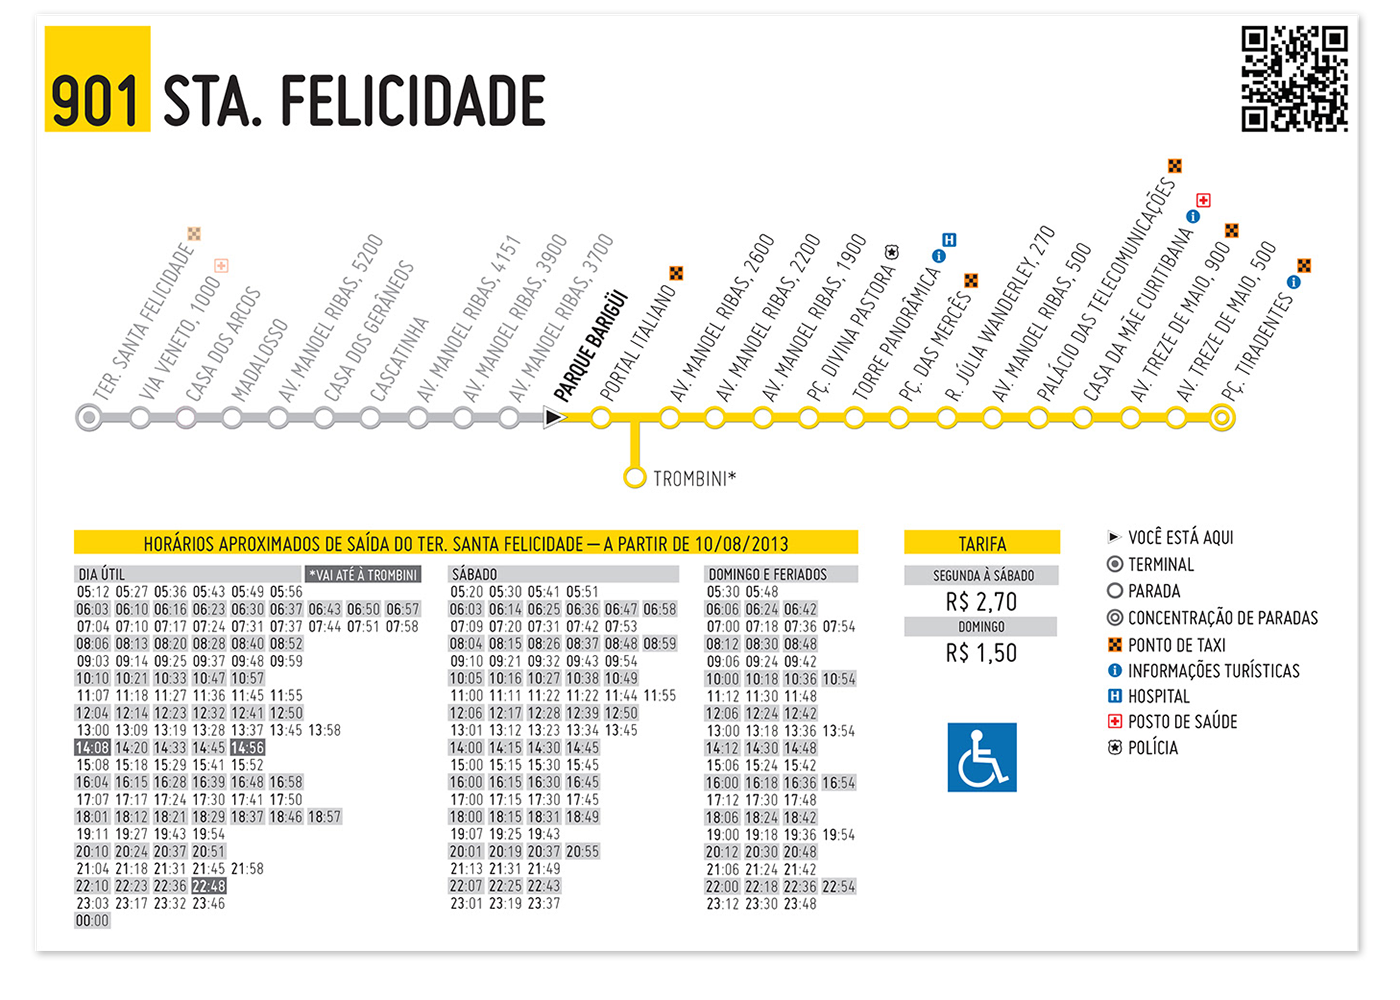 901 STA. FELICIDADE
TER. SANTA FELICIDADE
VIA VENETO, 1000
CASA DOS ARCOS
MADALOSSO
AV. MANOEL RIBAS, 5200
CASA DOS GERÂNEOS
CASCATINHA
AV. MANOEL RIBAS, 4151
AV. MANOEL RIBAS, 3900
AV. MANOEL RIBAS, 3700
PARQUE BARIGÜI
PORTAL ITALIANO
AV. MANOEL RIBAS, 2600
AV. MANOEL RIBAS, 2200
AV. MANOEL RIBAS, 1900
PÇ. DIVINA PASTORA
TORRE PANORÂMICA
PÇ. DAS MERCÊS
R. JÚLIA WANDERLEY, 270
AV. MANOEL RIBAS, 500
PALÁCIO DAS TELECOMUNICAÇÕES
CASA DA MÃE CURITIBANA
AV. TREZE DE MAIO, 900
AV. TREZE DE MAIO, 500
PÇ. TIRADENTES
TROMBINI*
HORÁRIOS APROXIMADOS DE SAÍDA DO TER. SANTA FELICIDADE – A PARTIR DE 10/08/2013
DIA ÚTIL *VAI ATÉ À TROMBINI
05:12 05:27 05:36 05:43 05:49 05:56
06:03 06:10 06:16 06:23 06:30 06:37 06:43 06:50 06:57
07:04 07:10 07:17 07:24 07:31 07:37 07:44 07:51 07:58
08:06 08:13 08:20 08:28 08:40 08:52
09:03 09:14 09:25 09:37 09:48 09:59
10:10 10:21 10:33 10:47 10:57
11:07 11:18 11:27 11:36 11:45 11:55
12:04 12:14 12:23 12:32 12:41 12:50
13:00 13:09 13:19 13:28 13:37 13:45 13:58
14:08 14:20 14:33 14:45 14:56
15:08 15:18 15:29 15:41 15:52
16:04 16:15 16:28 16:39 16:48 16:58
17:07 17:17 17:24 17:30 17:41 17:50
18:01 18:12 18:21 18:29 18:37 18:46 18:57
19:11 19:27 19:43 19:54
20:10 20:24 20:37 20:51
21:04 21:18 21:31 21:45 21:58
22:10 22:23 22:36 22:48
23:03 23:17 23:32 23:46
00:00
SÁBADO
05:20 05:30 05:41 05:51
06:03 06:14 06:25 06:36 06:47 06:58
07:09 07:20 07:31 07:42 07:53
08:04 08:15 08:26 08:37 08:48 08:59
09:10 09:21 09:32 09:43 09:54
10:05 10:16 10:27 10:38 10:49
11:00 11:11 11:22 11:22 11:44 11:55
12:06 12:17 12:28 12:39 12:50
13:01 13:12 13:23 13:34 13:45
14:00 14:15 14:30 14:45
15:00 15:15 15:30 15:45
16:00 16:15 16:30 16:45
17:00 17:15 17:30 17:45
18:00 18:15 18:31 18:49
19:07 19:25 19:43
20:01 20:19 20:37 20:55
21:13 21:31 21:49
22:07 22:25 22:43
23:01 23:19 23:37
DOMINGO E FERIADOS
05:30 05:48
06:06 06:24 06:42
07:00 07:18 07:36 07:54
08:12 08:30 08:48
09:06 09:24 09:42
10:00 10:18 10:36 10:54
11:12 11:30 11:48
12:06 12:24 12:42
13:00 13:18 13:36 13:54
14:12 14:30 14:48
15:06 15:24 15:42
16:00 16:18 16:36 16:54
17:12 17:30 17:48
18:06 18:24 18:42
19:00 19:18 19:36 19:54
20:12 20:30 20:48
21:06 21:24 21:42
22:00 22:18 22:36 22:54
23:12 23:30 23:48
TARIFA
SEGUNDA À SÁBADO
R$ 2,70
DOMINGO
R$ 1,50
VOCÊ ESTÁ AQUI
TERMINAL
PARADA
CONCENTRAÇÃO DE PARADAS
PONTO DE TAXI
INFORMAÇÕES TURÍSTICAS
HOSPITAL
POSTO DE SAÚDE
POLÍCIA